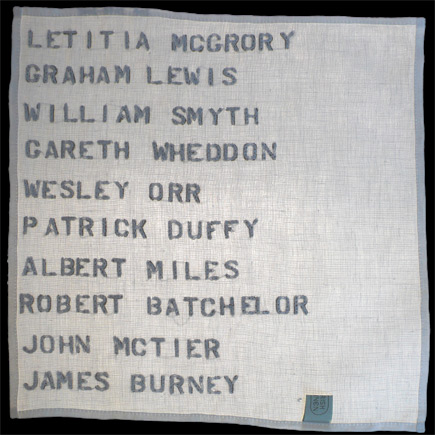 LETITIA MCGRORY
GRAHAM LEWIS
WILLIAM SMYTH
GARETH WHEDDON
WESLEY ORR
PATRICK DUFFY
ALBERT MILES
ROBERT BATCHELOR
JOHN MCTIER
JAMES BURNEY